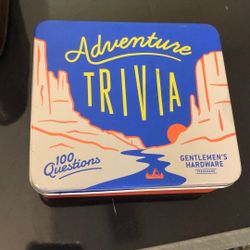 Adventure
TRIVIA
100
Questions
GENTLEMEN'S
HARDWARE